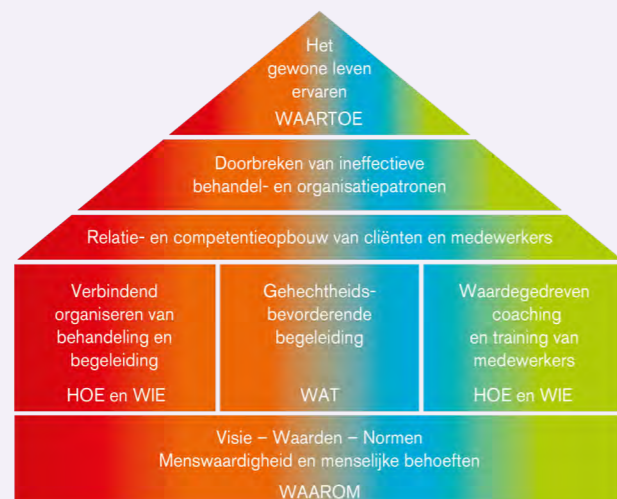 Het
gewone leven
ervaren
WAARTOE
Doorbreken van ineffectieve
behandel- en organisatiepatronen
Relatie- en competentieopbouw van cliënten en medewerkers
Verbindend
organiseren van
behandeling en
begeleiding
HOE en WIE
Gehechtheids-
bevorderende
begeleiding
WAT
Waardegedreven
coaching
en training van
medewerkers
HOE en WIE
Visie – Waarden – Normen
Menswaardigheid en menselijke behoeften
WAAROM